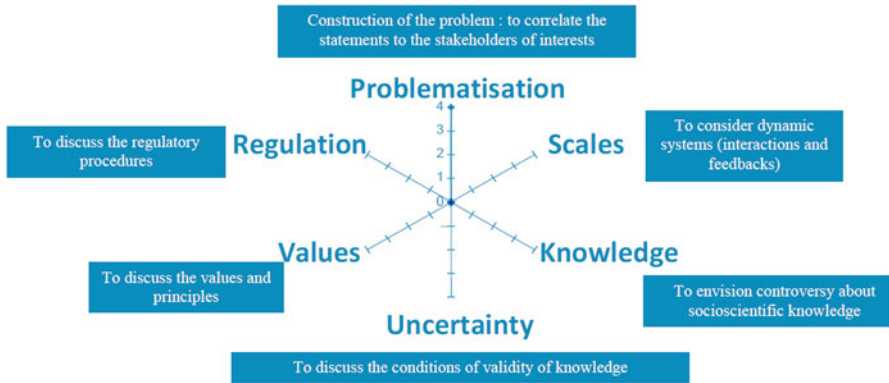 Construction of the problem : to correlate the
statements to the stakeholders of interests
Problematisation
4
3
2
1
0
To discuss the regulatory
procedures
Regulation
Scales
To consider dynamic
systems (interactions and
feedbacks)
Values
Knowledge
To discuss the values and
principles
To envision controversy about
socioscientific knowledge
Uncertainty
To discuss the conditions of validity of knowledge